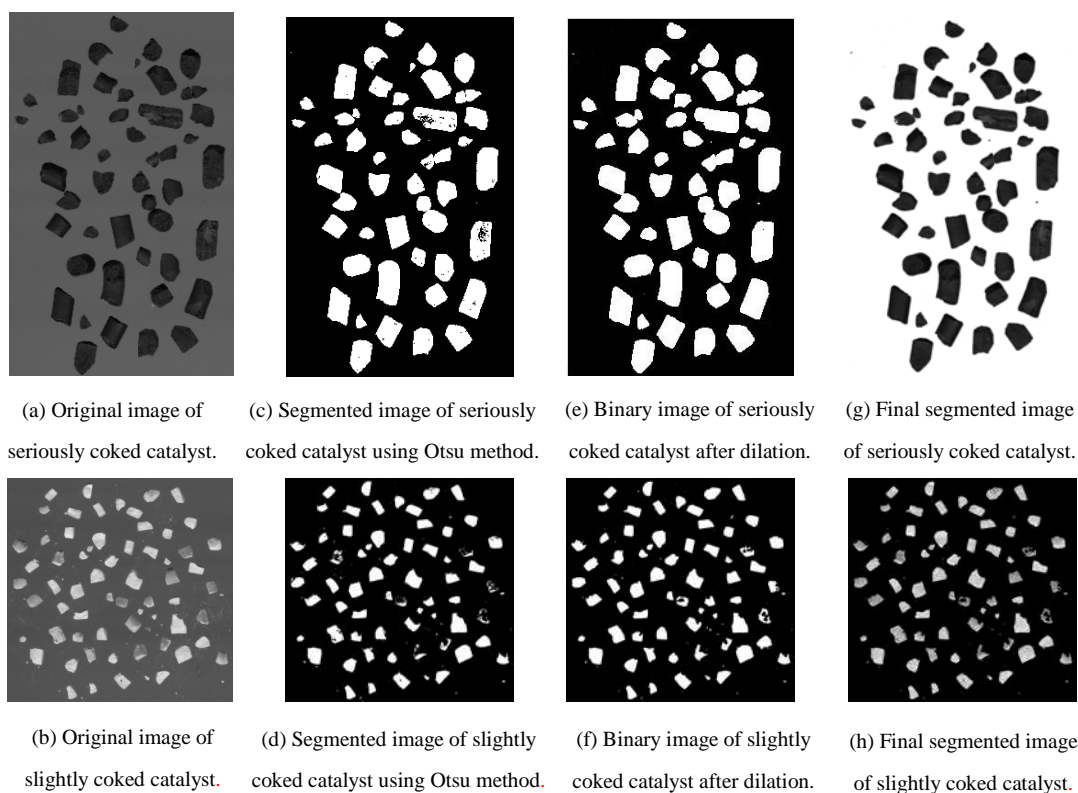 (a) Original image of
seriously coked catalyst.
(c) Segmented image of seriously
coked catalyst using Otsu method.
(e) Binary image of seriously
coked catalyst after dilation.
(g) Final segmented image
of seriously coked catalyst.
(b) Original image of
slightly coked catalyst.
(d) Segmented image of slightly
coked catalyst using Otsu method.
(f) Binary image of slightly
coked catalyst after dilation.
(h) Final segmented image
of slightly coked catalyst.